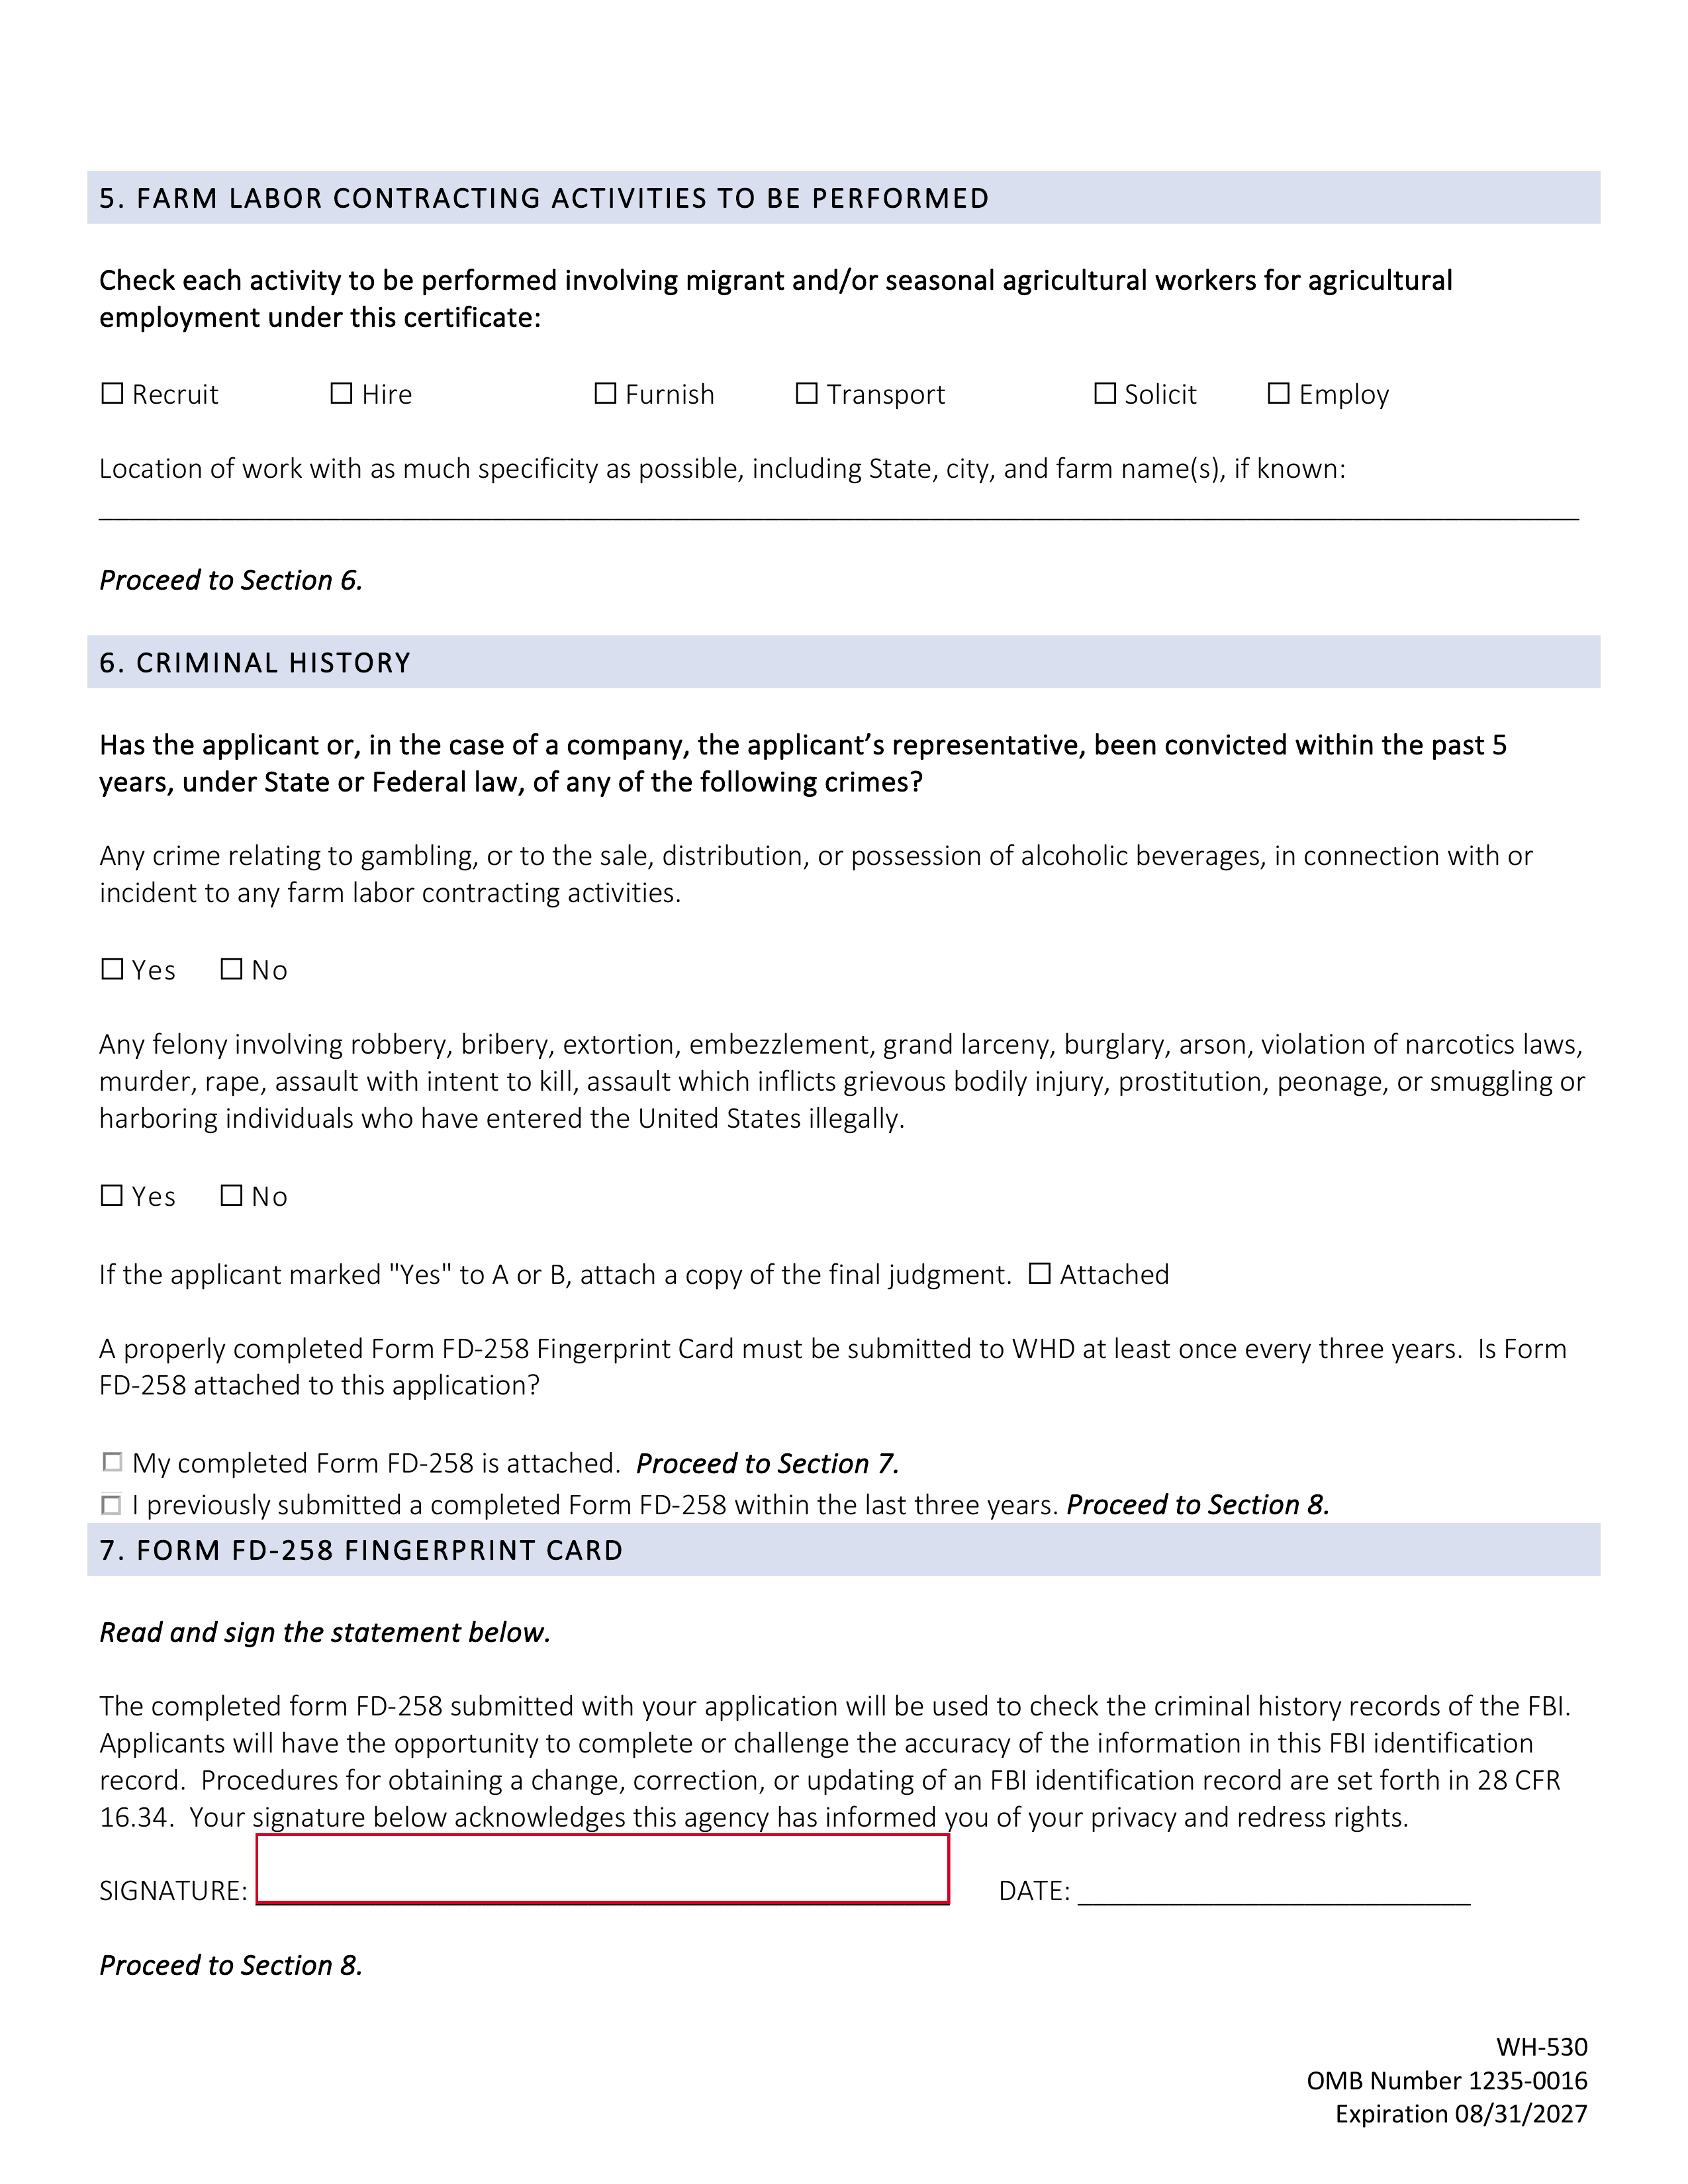 5. FARM LABOR CONTRACTING ACTIVITIES TO BE PERFORMED
Check each activity to be performed involving migrant and/or seasonal agricultural workers for agricultural
employment under this certificate:
☐ Recruit ☐ Hire ☐ Furnish ☐ Transport ☐ Solicit ☐ Employ
Location of work with as much specificity as possible, including State, city, and farm name(s), if known:
Proceed to Section 6.
6. CRIMINAL HISTORY
Has the applicant or, in the case of a company, the applicant’s representative, been convicted within the past 5
years, under State or Federal law, of any of the following crimes?
Any crime relating to gambling, or to the sale, distribution, or possession of alcoholic beverages, in connection with or
incident to any farm labor contracting activities.
☐ Yes ☐ No
Any felony involving robbery, bribery, extortion, embezzlement, grand larceny, burglary, arson, violation of narcotics laws,
murder, rape, assault with intent to kill, assault which inflicts grievous bodily injury, prostitution, peonage, or smuggling or
harboring individuals who have entered the United States illegally.
☐ Yes ☐ No
If the applicant marked "Yes" to A or B, attach a copy of the final judgment. ☐ Attached
A properly completed Form FD-258 Fingerprint Card must be submitted to WHD at least once every three years. Is Form
FD-258 attached to this application?
☐ My completed Form FD-258 is attached. Proceed to Section 7.
☐ I previously submitted a completed Form FD-258 within the last three years. Proceed to Section 8.
7. FORM FD-258 FINGERPRINT CARD
Read and sign the statement below.
The completed form FD-258 submitted with your application will be used to check the criminal history records of the FBI.
Applicants will have the opportunity to complete or challenge the accuracy of the information in this FBI identification
record. Procedures for obtaining a change, correction, or updating of an FBI identification record are set forth in 28 CFR
16.34. Your signature below acknowledges this agency has informed you of your privacy and redress rights.
SIGNATURE: DATE:
Proceed to Section 8.
WH-530
OMB Number 1235-0016
Expiration 08/31/2027